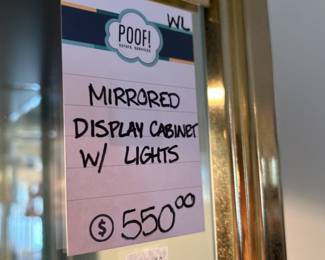 WL
POOF!
ESTATE SERVICES
MIRRORED
DISPLAY CABINET
W/ LIGHTS
$ 550.00